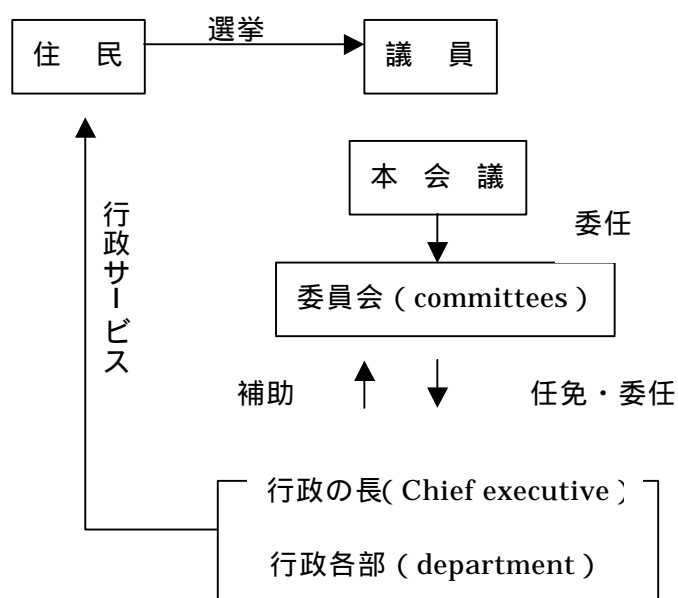 選挙
住 民
議 員
本 会 議
委任
委員会（committees）
行政サービス
補助
任免・委任
行政の長（Chief executive）
行政各部（department）